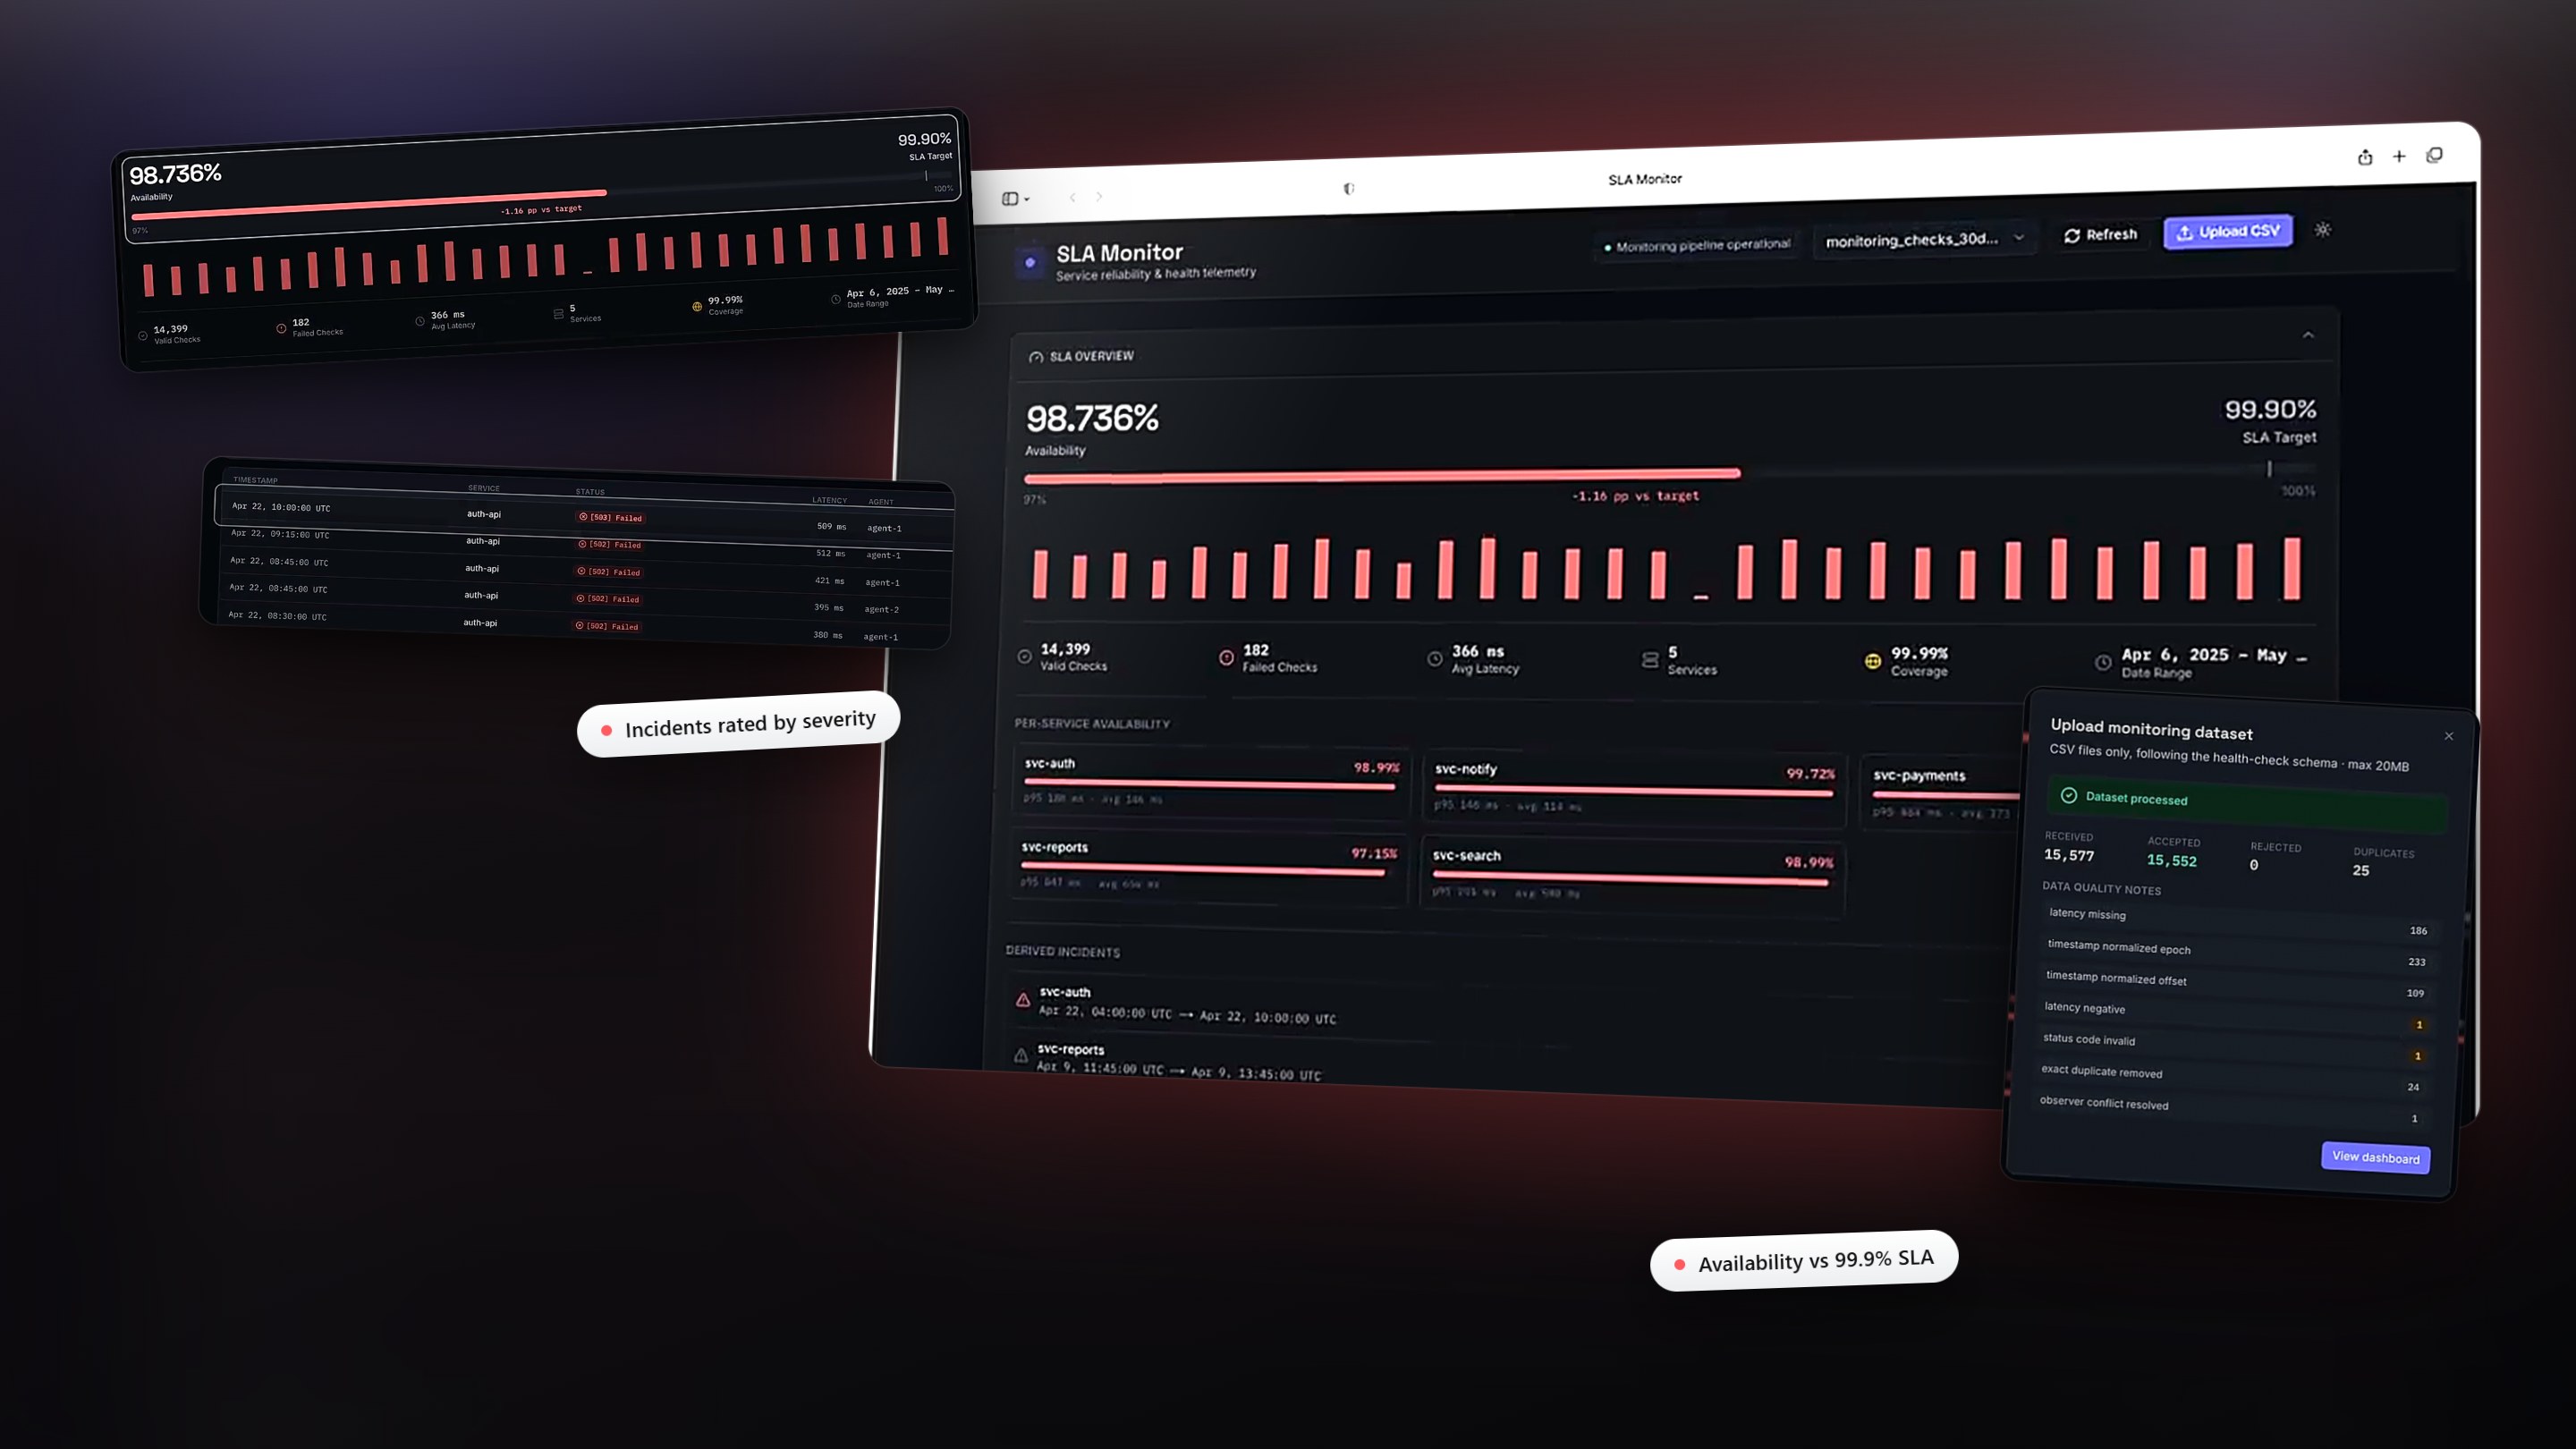 98.736%
Availability
99.90%
SLA Target
-1.16 pp vs target
97%
100%
14,399
Valid Checks
182
Failed Checks
366 ms
Avg Latency
5
Services
99.99%
Coverage
Apr 6, 2025 – May …
Date Range
TIMESTAMP SERVICE STATUS LATENCY AGENT
Apr 22, 10:00:00 UTC auth-api [503] Failed 509 ms agent-1
Apr 22, 09:15:00 UTC auth-api [502] Failed 512 ms agent-1
Apr 22, 08:45:00 UTC auth-api [502] Failed 421 ms agent-1
Apr 22, 08:45:00 UTC auth-api [502] Failed 395 ms agent-2
Apr 22, 08:30:00 UTC auth-api [502] Failed 380 ms agent-1
Incidents rated by severity
SLA Monitor
SLA Monitor
Service reliability & health telemetry
Monitoring pipeline operational
monitoring_checks_30d...
Refresh
Upload CSV
SLA OVERVIEW
98.736%
Availability
99.90%
SLA Target
97%
-1.16 pp vs target
100%
14,399
Valid Checks
182
Failed Checks
366 ms
Avg Latency
5
Services
99.99%
Coverage
Apr 6, 2025 – May …
Date Range
PER-SERVICE AVAILABILITY
svc-auth 98.99%
svc-notify 99.72%
p95 146 ms · avg 114 ms
svc-payments
svc-reports 97.15%
svc-search 98.99%
DERIVED INCIDENTS
svc-auth
Apr 22, 04:00:00 UTC → Apr 22, 10:00:00 UTC
svc-reports
Apr 9, 11:45:00 UTC → Apr 9, 13:45:00 UTC
Upload monitoring dataset
CSV files only, following the health-check schema · max 20MB
Dataset processed
RECEIVED ACCEPTED REJECTED DUPLICATES
15,577 15,552 0 25
DATA QUALITY NOTES
latency missing 186
timestamp normalized epoch 233
timestamp normalized offset 109
latency negative 1
status code invalid 1
exact duplicate removed 24
observer conflict resolved 1
View dashboard
Availability vs 99.9% SLA